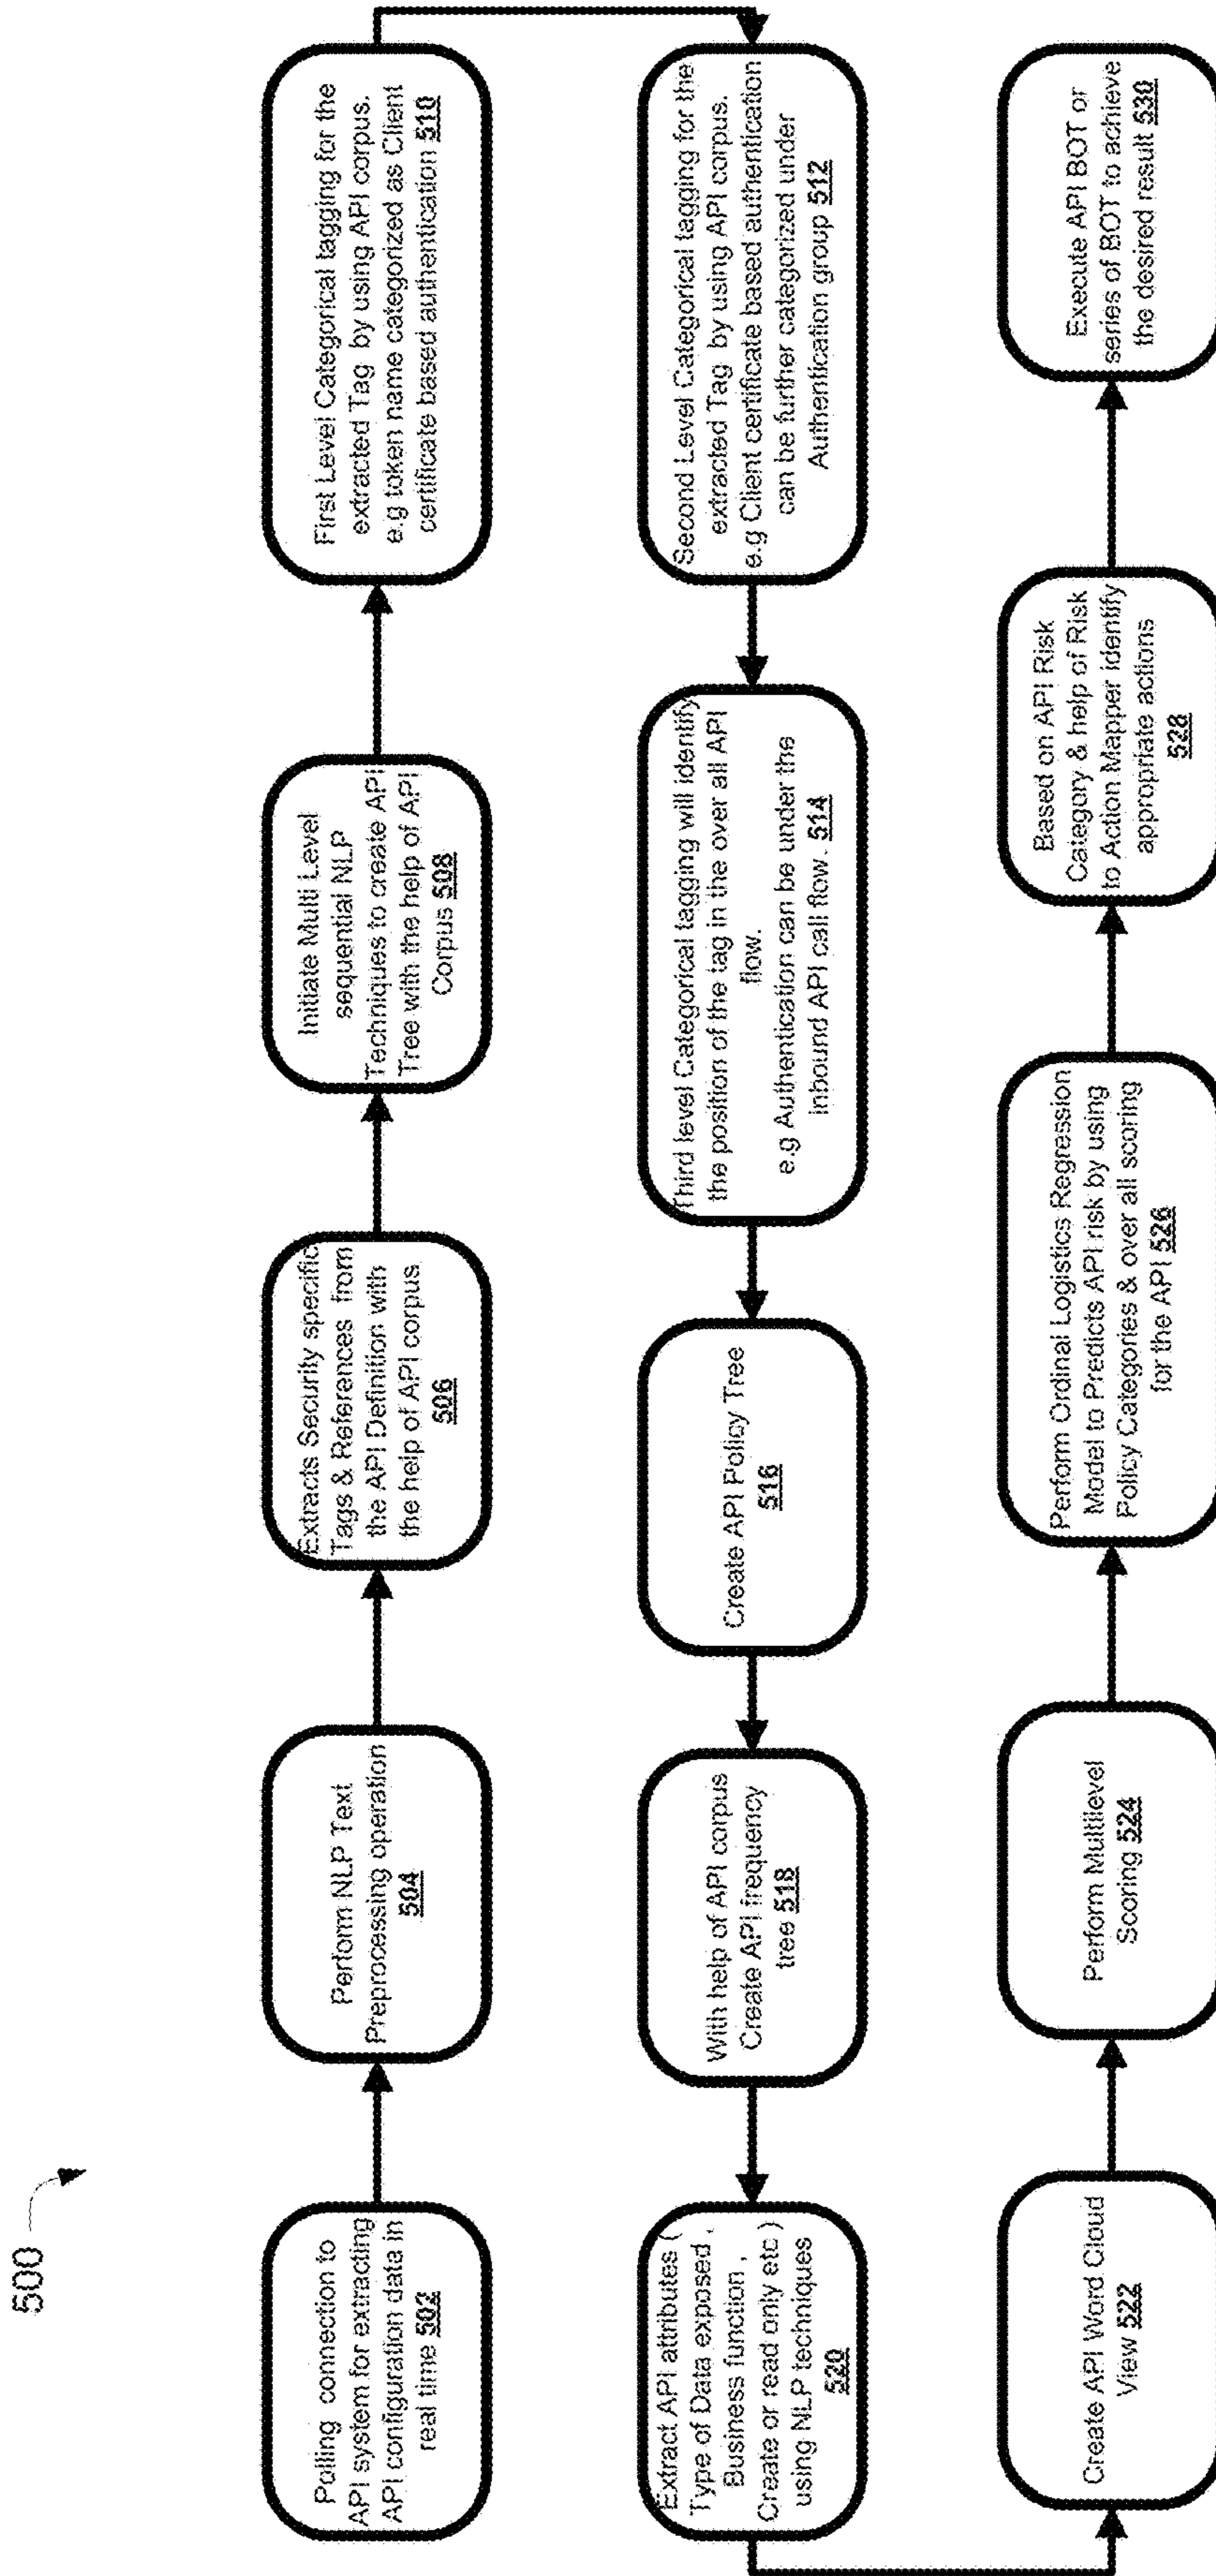 500
Polling connection to
API system for extracting
API configuration data in
real time 502
Perform NLP Text
Preprocessing operation
504
Extracts Security specific
Tags & References from
the API Definition with
the help of API corpus
506
Initiate Multi Level
sequential NLP
Techniques to create API
Tree with the help of API
Corpus 508
First Level Categorical tagging for the
extracted Tag by using API corpus.
e.g token name categorized as Client
certificate based authentication 510
Second Level Categorical tagging for the
extracted Tag by using API corpus.
e.g Client certificate based authentication
can be further categorized under
Authentication group 512
Third level Categorical tagging will identify
the position of the tag in the over all API
flow.
e.g Authentication can be under the
inbound API call flow. 514
Create API Policy Tree
516
With help of API corpus
Create API frequency
tree 518
Extract API attributes (
Type of Data exposed ,
Business function ,
Create or read only etc )
using NLP techniques
520
Create API Word Cloud
View 522
Perform Multilevel
Scoring 524
Perform Ordinal Logistics Regression
Model to Predicts API risk by using
Policy Categories & over all scoring
for the API 526
Based on API Risk
Category & help of Risk
to Action Mapper identify
appropriate actions
528
Execute API BOT or
series of BOT to achieve
the desired result 530